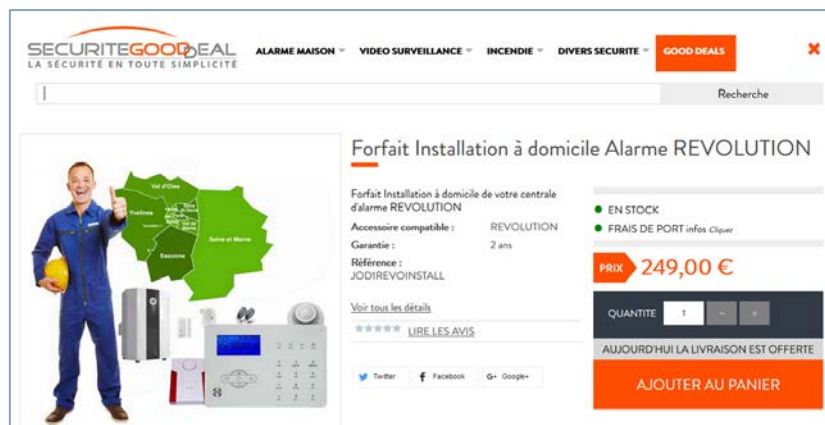 SECURITEGOODDEAL
LA SÉCURITÉ EN TOUTE SIMPLICITÉ
ALARME MAISON
VIDEO SURVEILLANCE
INCENDIE
DIVERS SECURITE
GOOD DEALS
Recherche
Forfait Installation à domicile Alarme REVOLUTION
Val d'Oise
Yvelines
Seine et Marne
Essonne
Forfait Installation à domicile de votre centrale
d'alarme REVOLUTION
Accessoire compatible : REVOLUTION
Garantie : 2 ans
Référence :
JOD1REVOINSTALL
Voir tous les détails
LIRE LES AVIS
Twitter
Facebook
G+ Google+
EN STOCK
FRAIS DE PORT infos Cliquez
PRIX 249,00 €
QUANTITE 1 - +
AUJOURD'HUI LA LIVRAISON EST OFFERTE
AJOUTER AU PANIER